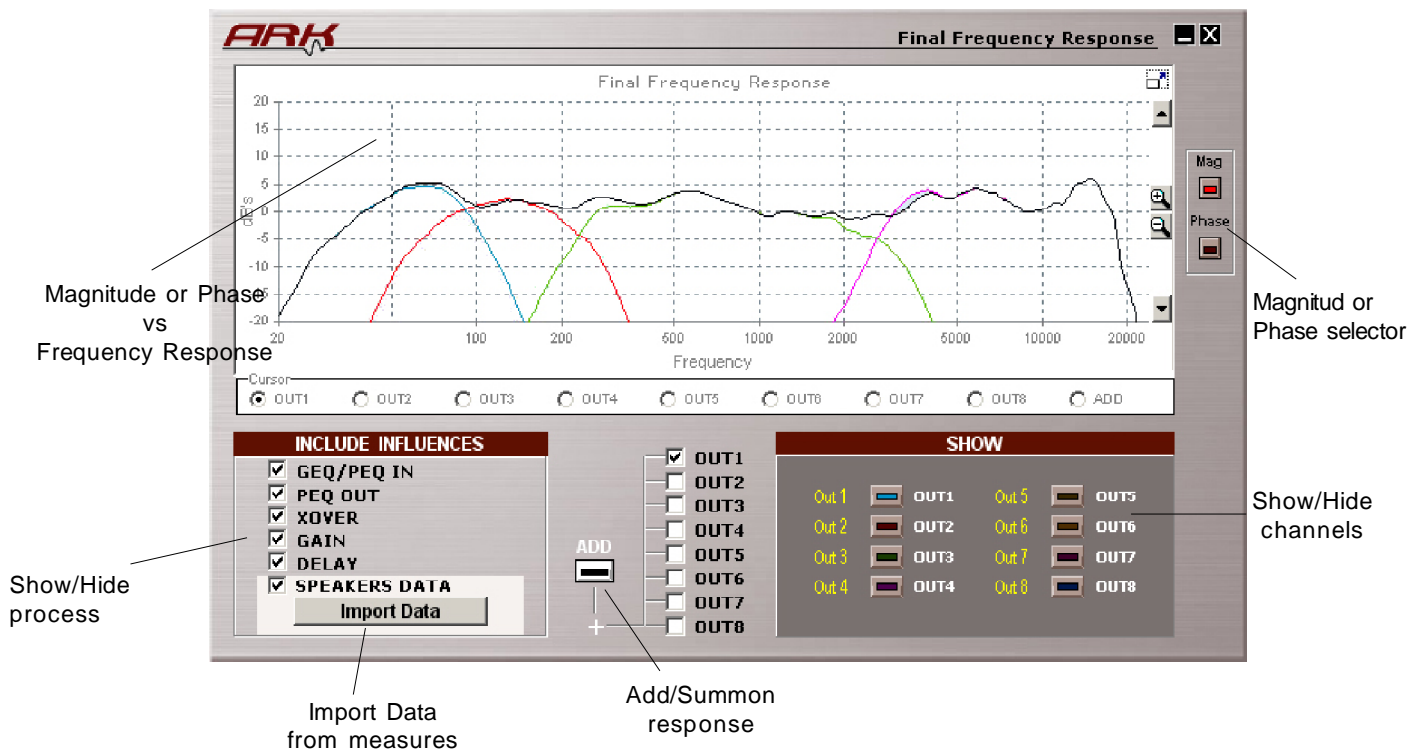 ARK
Final Frequency Response
Final Frequency Response
20
15
10
5
0
-5
-10
-15
-20
dB's
20 100 200 500 1000 2000 5000 10000 20000
Frequency
Mag
Phase
Magnitude or Phase
vs
Frequency Response
Magnitud or
Phase selector
Cursor
OUT1 OUT2 OUT3 OUT4 OUT5 OUT6 OUT7 OUT8 ADD
INCLUDE INFLUENCES
GEQ/PEQ IN
PEQ OUT
XOVER
GAIN
DELAY
SPEAKERS DATA
Import Data
ADD
+
OUT1
OUT2
OUT3
OUT4
OUT5
OUT6
OUT7
OUT8
SHOW
Out 1 OUT1 Out 5 OUT5
Out 2 OUT2 Out 6 OUT6
Out 3 OUT3 Out 7 OUT7
Out 4 OUT4 Out 8 OUT8
Show/Hide
channels
Show/Hide
process
Import Data
from measures
Add/Summon
response